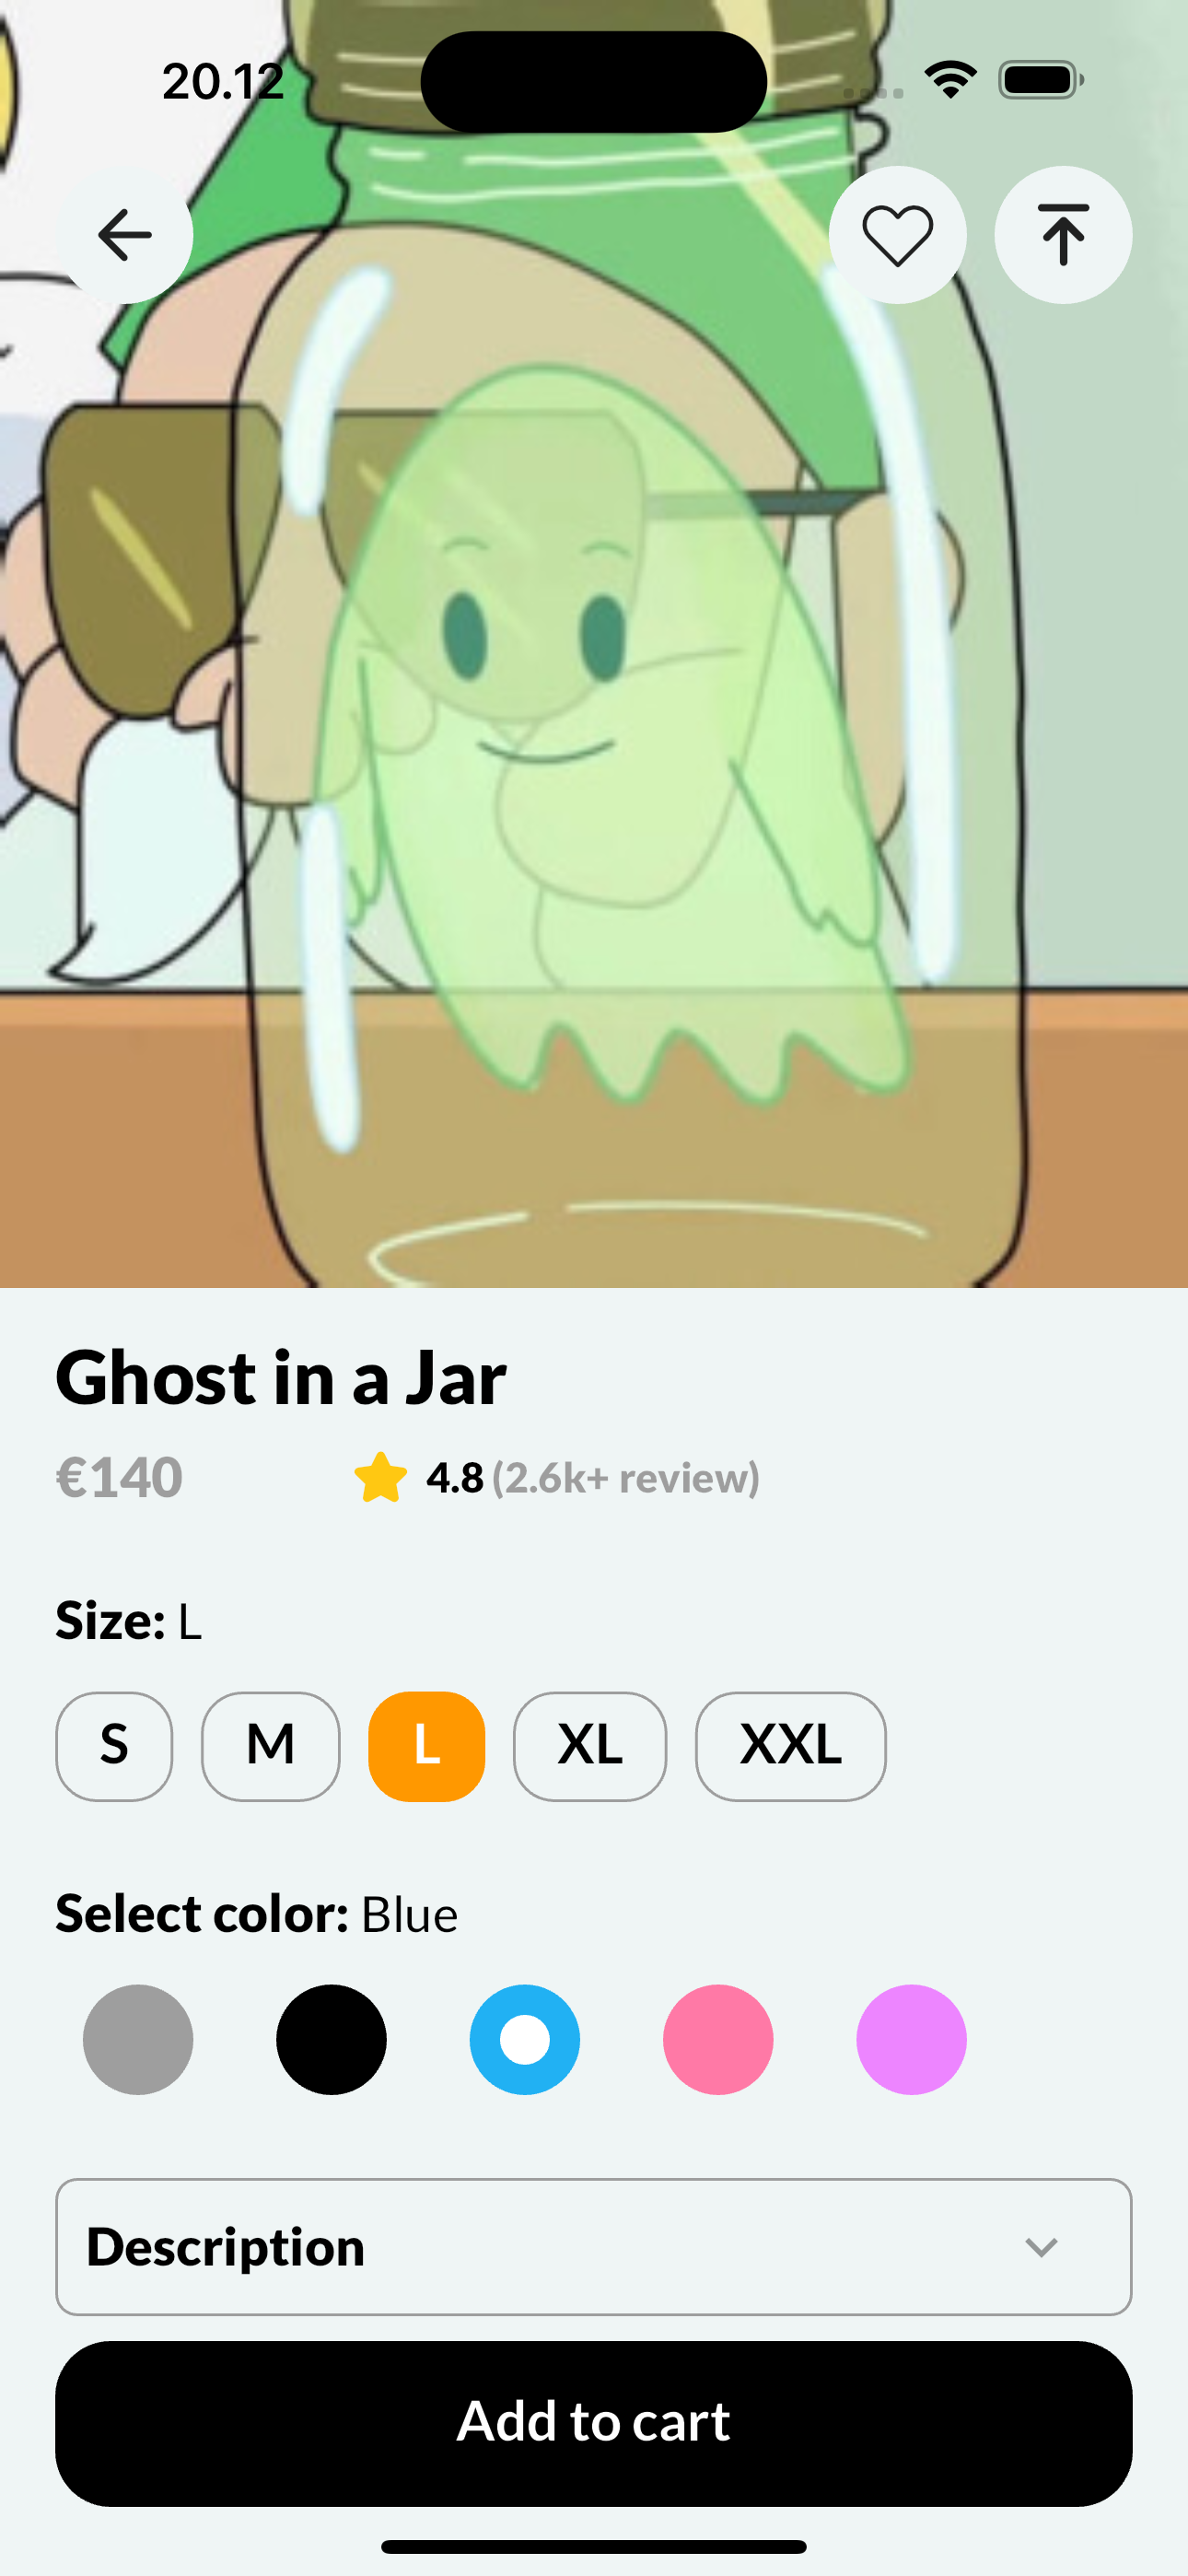 20.12
Ghost in a Jar
€140
4.8 (2.6k+ review)
Size: L
S M L XL XXL
Select color: Blue
Description
Add to cart